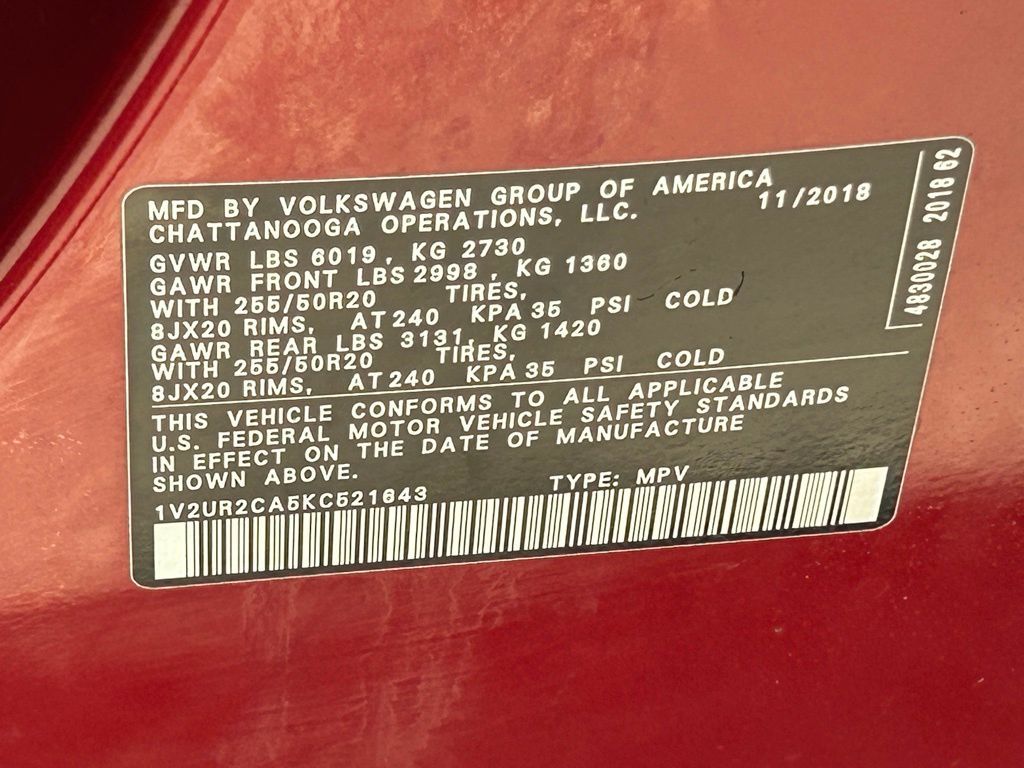 MFD BY VOLKSWAGEN GROUP OF AMERICA
CHATTANOOGA OPERATIONS, LLC. 11/2018
GVWR LBS 6019, KG 2730
GAWR FRONT LBS 2998, KG 1360
WITH 255/50R20 TIRES,
8JX20 RIMS, AT 240 KPA 35 PSI COLD
GAWR REAR LBS 3131, KG 1420
WITH 255/50R20 TIRES,
8JX20 RIMS, AT 240 KPA 35 PSI COLD
THIS VEHICLE CONFORMS TO ALL APPLICABLE
U.S. FEDERAL MOTOR VEHICLE SAFETY STANDARDS
IN EFFECT ON THE DATE OF MANUFACTURE
SHOWN ABOVE.
1V2UR2CA5KC521643 TYPE: MPV
4830028 2018 62